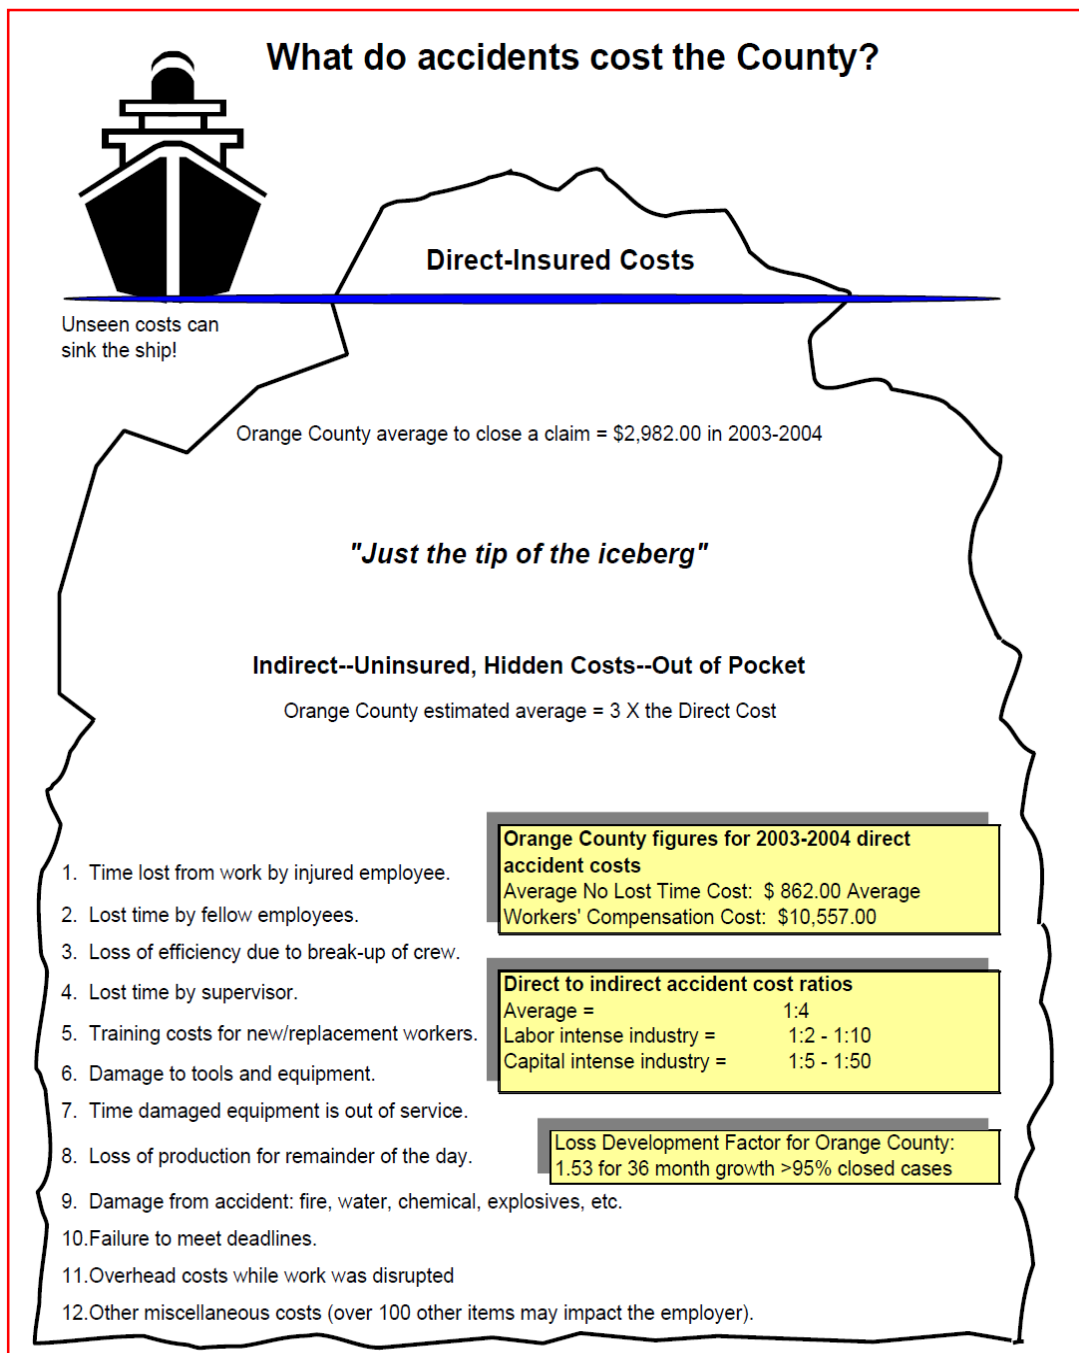 What do accidents cost the County?
Direct-Insured Costs
Unseen costs can
sink the ship!
Orange County average to close a claim = $2,982.00 in 2003-2004
"Just the tip of the iceberg"
Indirect--Uninsured, Hidden Costs--Out of Pocket
Orange County estimated average = 3 X the Direct Cost
Orange County figures for 2003-2004 direct
accident costs
Average No Lost Time Cost: $ 862.00 Average
Workers' Compensation Cost: $10,557.00
Direct to indirect accident cost ratios
Average = 1:4
Labor intense industry = 1:2 - 1:10
Capital intense industry = 1:5 - 1:50
Loss Development Factor for Orange County:
1.53 for 36 month growth >95% closed cases
1. Time lost from work by injured employee.
2. Lost time by fellow employees.
3. Loss of efficiency due to break-up of crew.
4. Lost time by supervisor.
5. Training costs for new/replacement workers.
6. Damage to tools and equipment.
7. Time damaged equipment is out of service.
8. Loss of production for remainder of the day.
9. Damage from accident: fire, water, chemical, explosives, etc.
10.Failure to meet deadlines.
11.Overhead costs while work was disrupted
12.Other miscellaneous costs (over 100 other items may impact the employer).